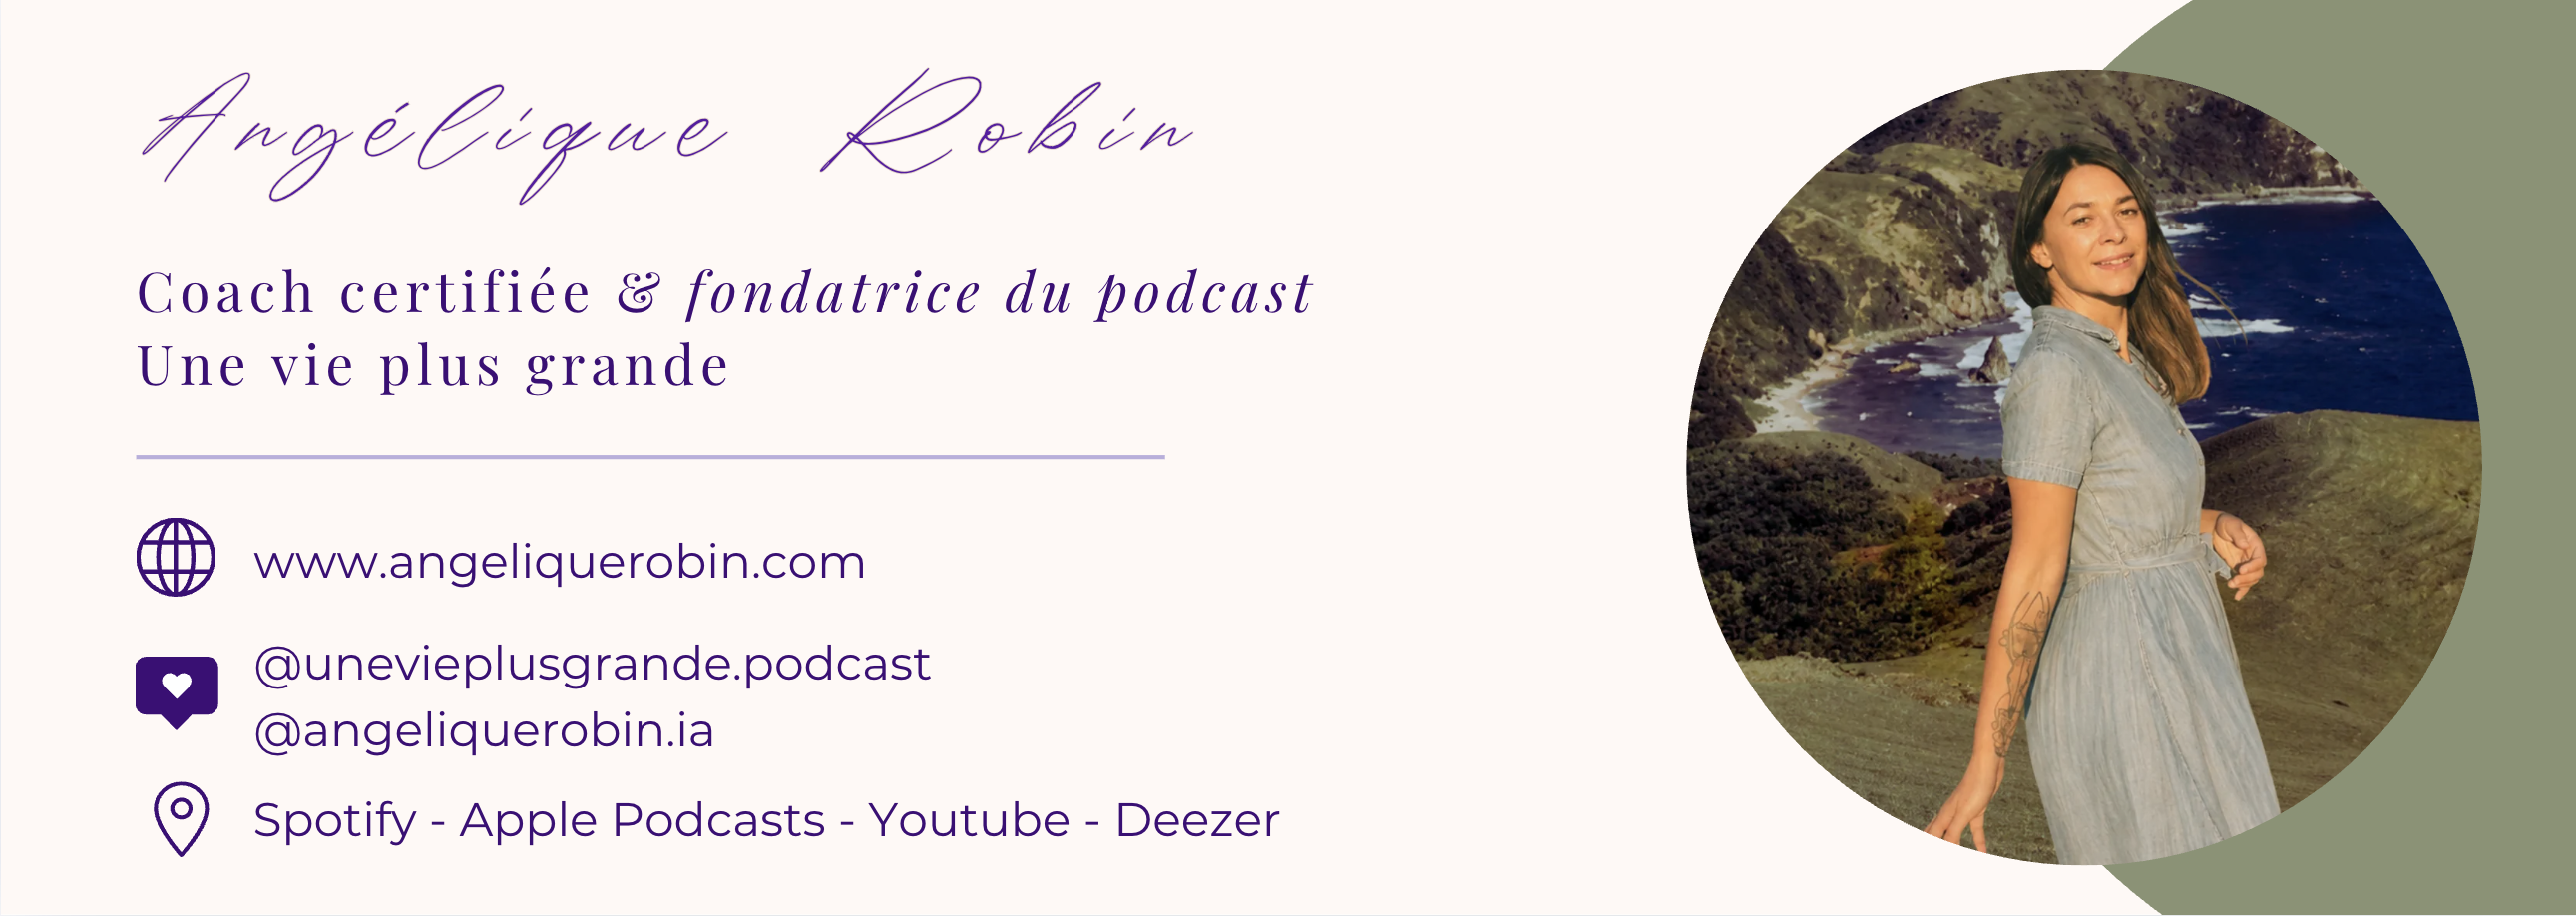 Angélique Robin
Coach certifiée & fondatrice du podcast
Une vie plus grande
www.angeliquerobin.com
@unevieplusgrande.podcast
@angeliquerobin.ia
Spotify - Apple Podcasts - Youtube - Deezer